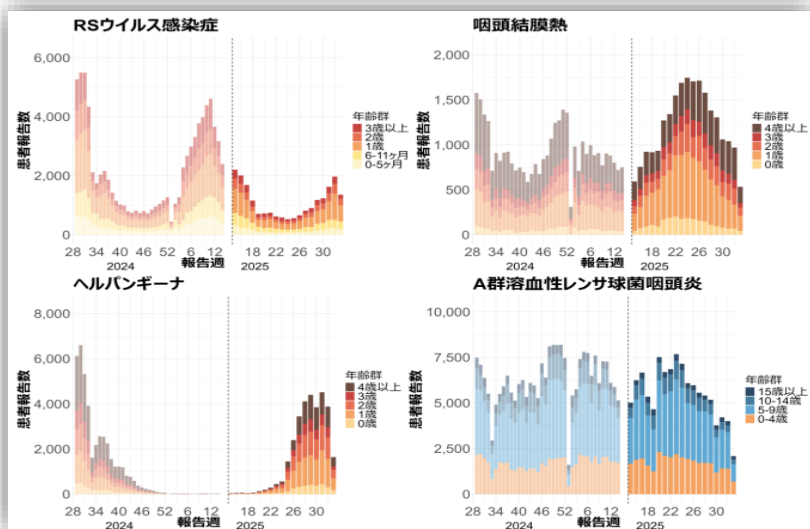 RSウイルス感染症
患者報告数
6,000
4,000
2,000
0
28 34 40 46 52 6 12 18 24 30
2024 報告週 2025
年齢群
3歳以上
2歳
1歳
6-11ヶ月
0-5ヶ月
咽頭結膜熱
患者報告数
2,000
1,500
1,000
500
0
28 34 40 46 52 6 12 18 24 30
2024 報告週 2025
年齢群
4歳以上
3歳
2歳
1歳
0歳
ヘルパンギーナ
患者報告数
8,000
6,000
4,000
2,000
0
28 34 40 46 52 6 12 18 24 30
2024 報告週 2025
年齢群
4歳以上
3歳
2歳
1歳
0歳
A群溶血性レンサ球菌咽頭炎
患者報告数
10,000
7,500
5,000
2,500
0
28 34 40 46 52 6 12 18 24 30
2024 報告週 2025
年齢群
15歳以上
10-14歳
5-9歳
0-4歳